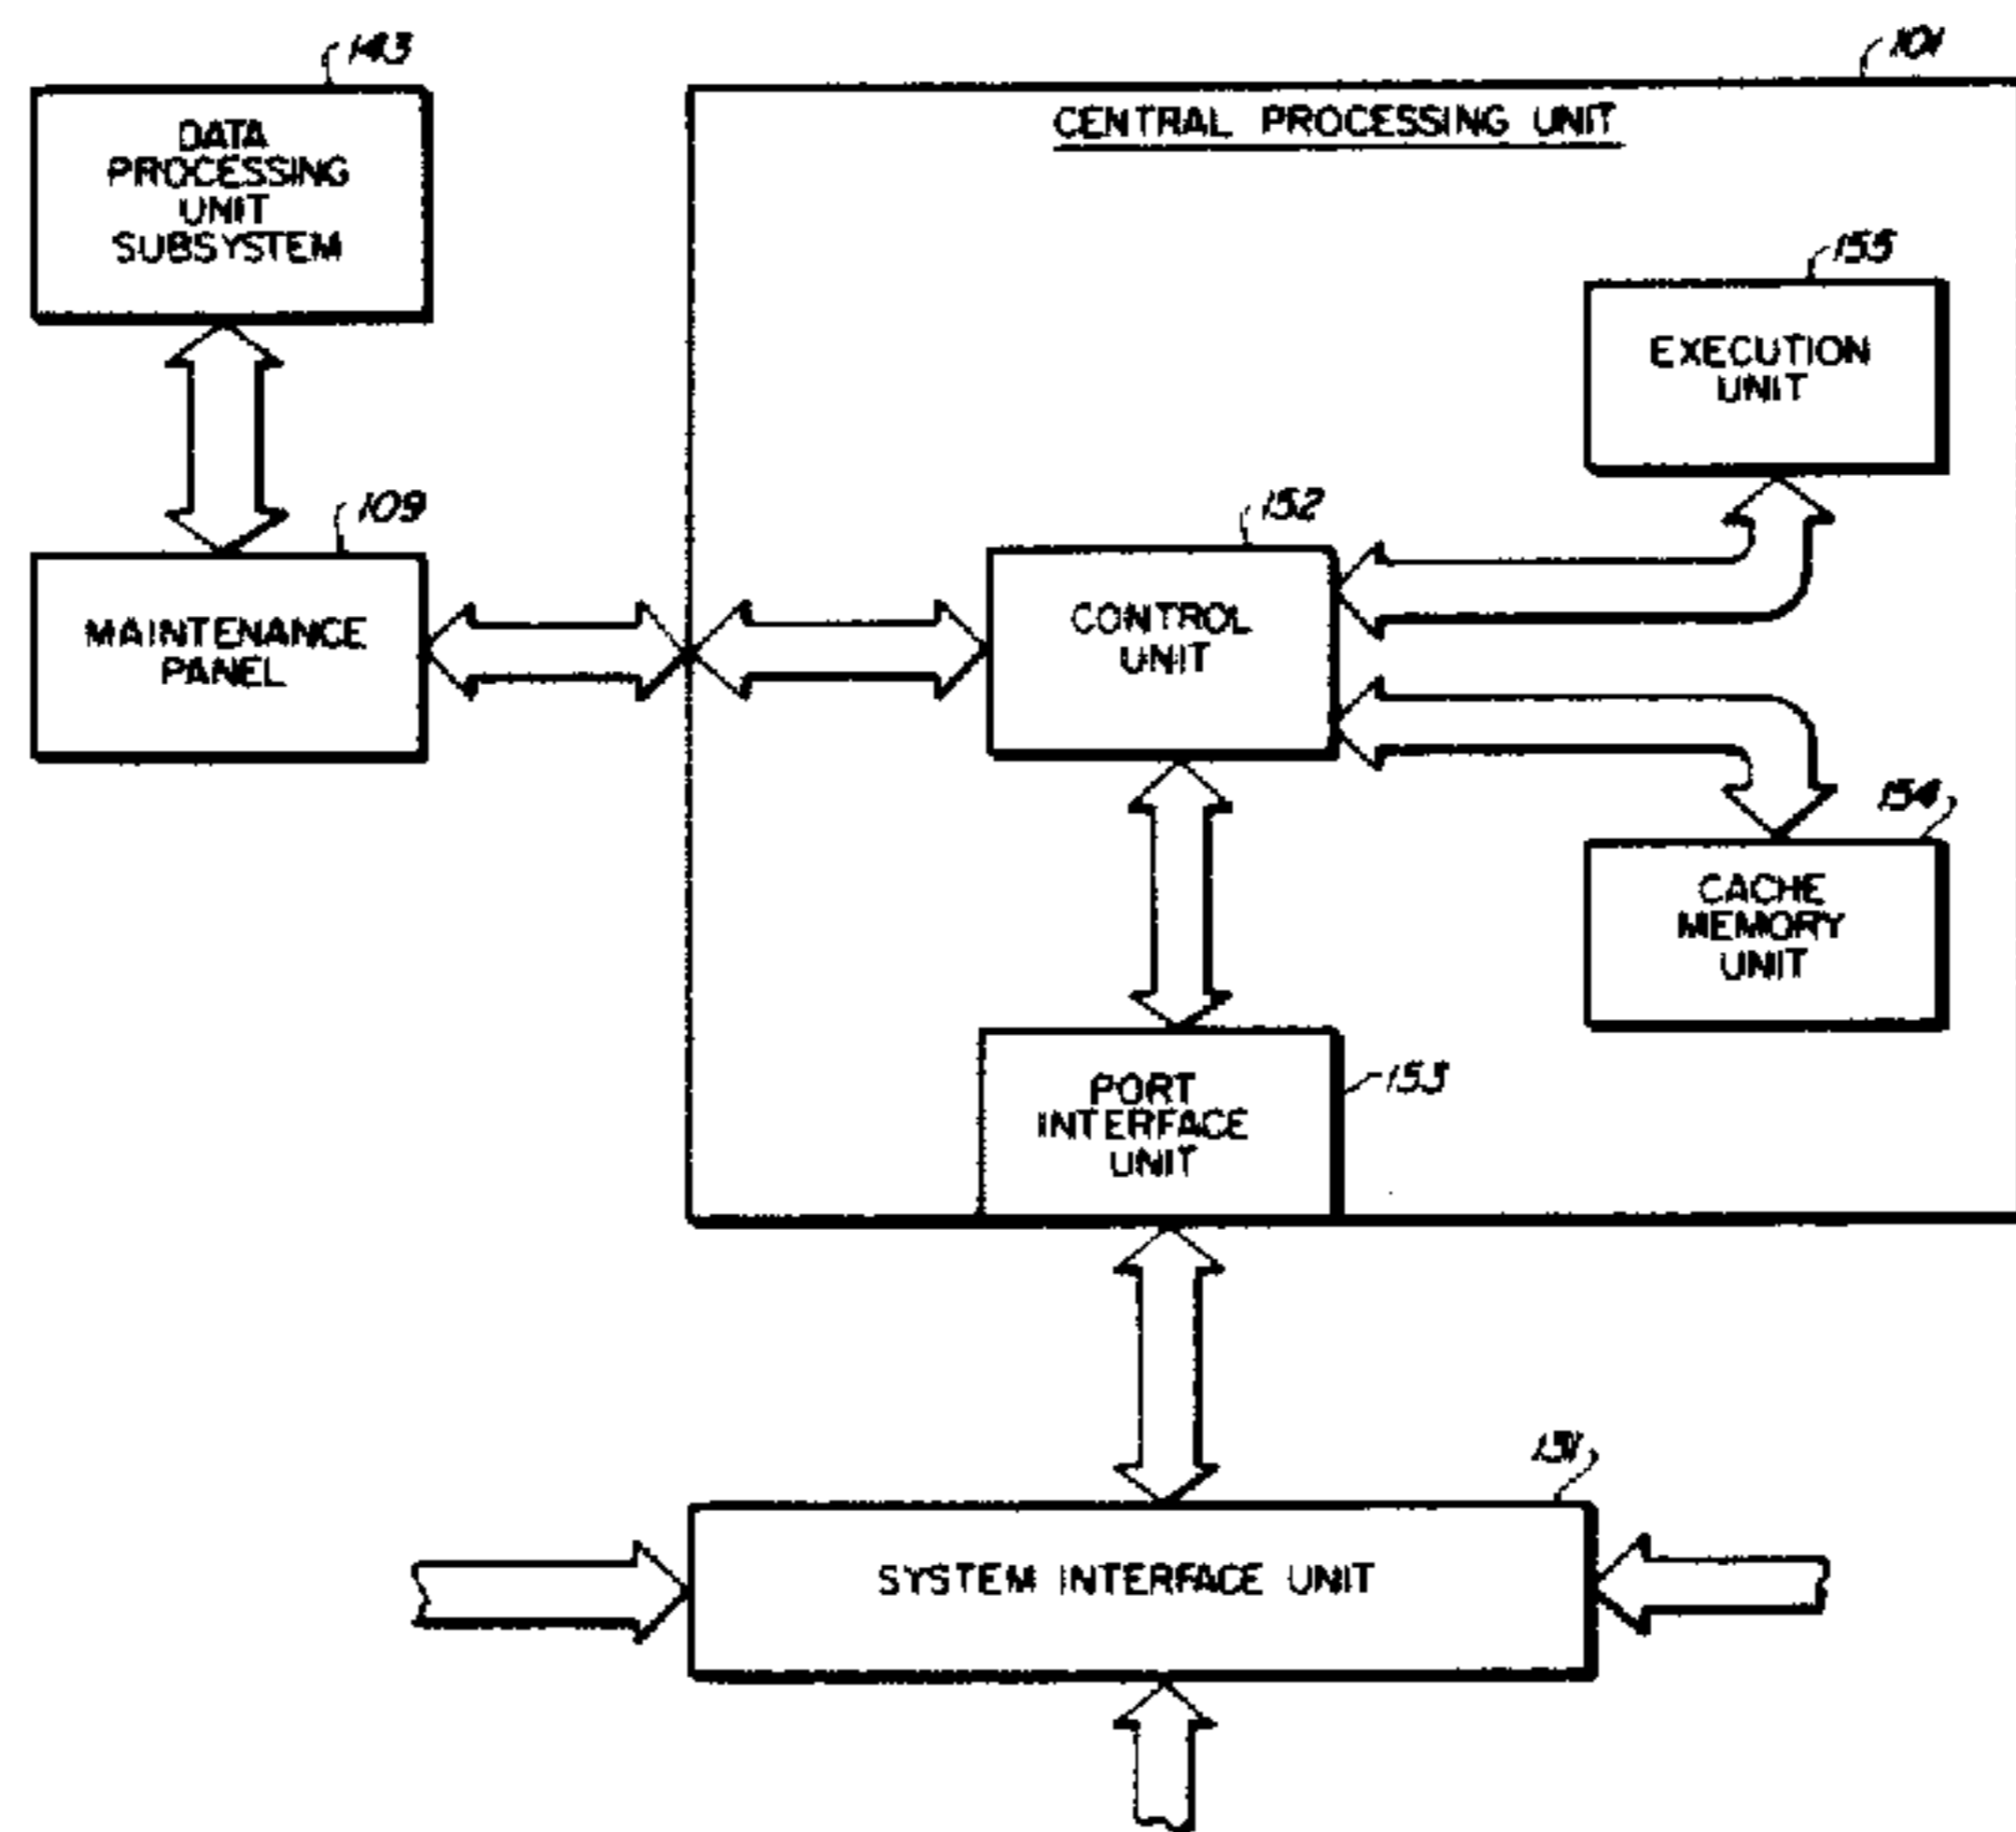 143
101
DATA
PROCESSING
UNIT
SUBSYSTEM
CENTRAL PROCESSING UNIT
155
EXECUTION
UNIT
109
MAINTENANCE
PANEL
152
CONTROL
UNIT
154
CACHE
MEMORY
UNIT
153
PORT
INTERFACE
UNIT
131
SYSTEM INTERFACE UNIT